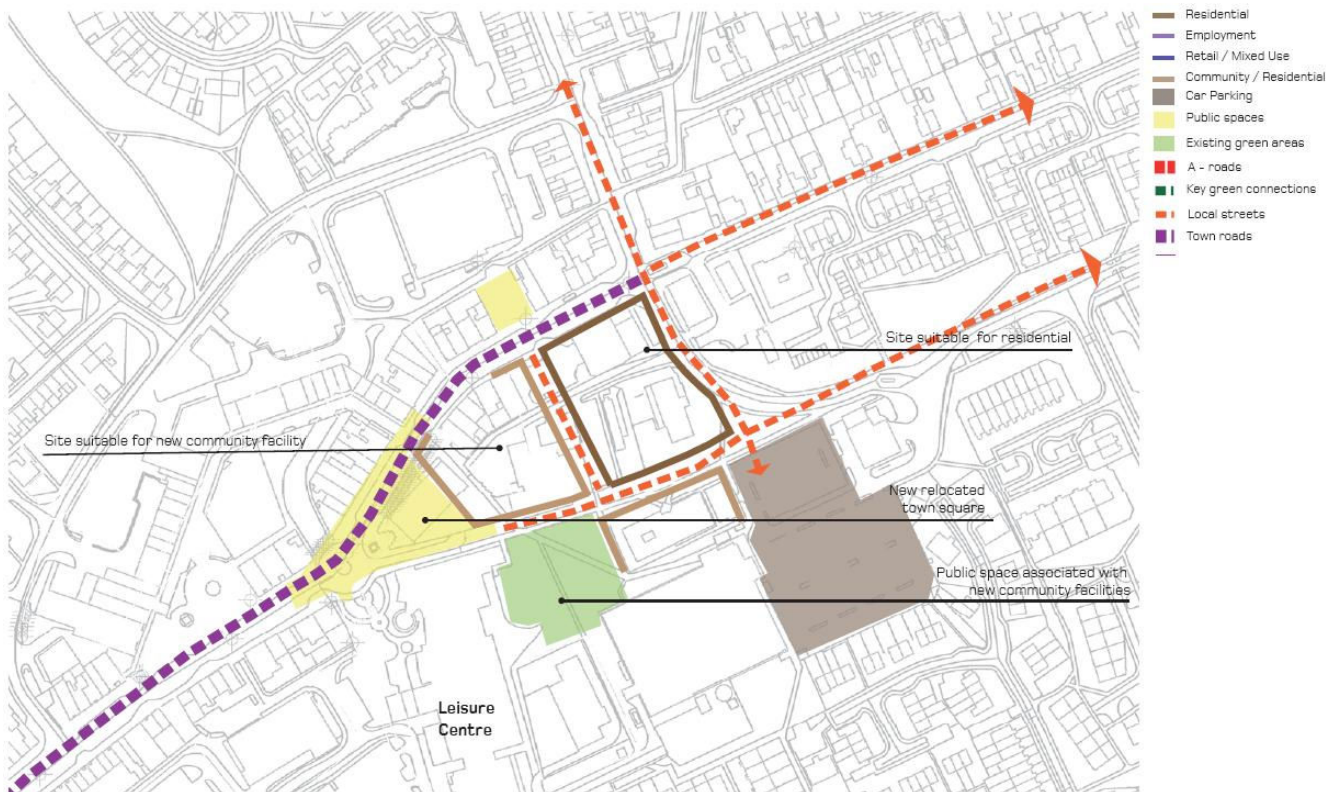 Residential
Employment
Retail / Mixed Use
Community / Residential
Car Parking
Public spaces
Existing green areas
A - roads
Key green connections
Local streets
Town roads
Site suitable for residential
Site suitable for new community facility
New relocated
town square
Public space associated with
new community facilities
Leisure
Centre